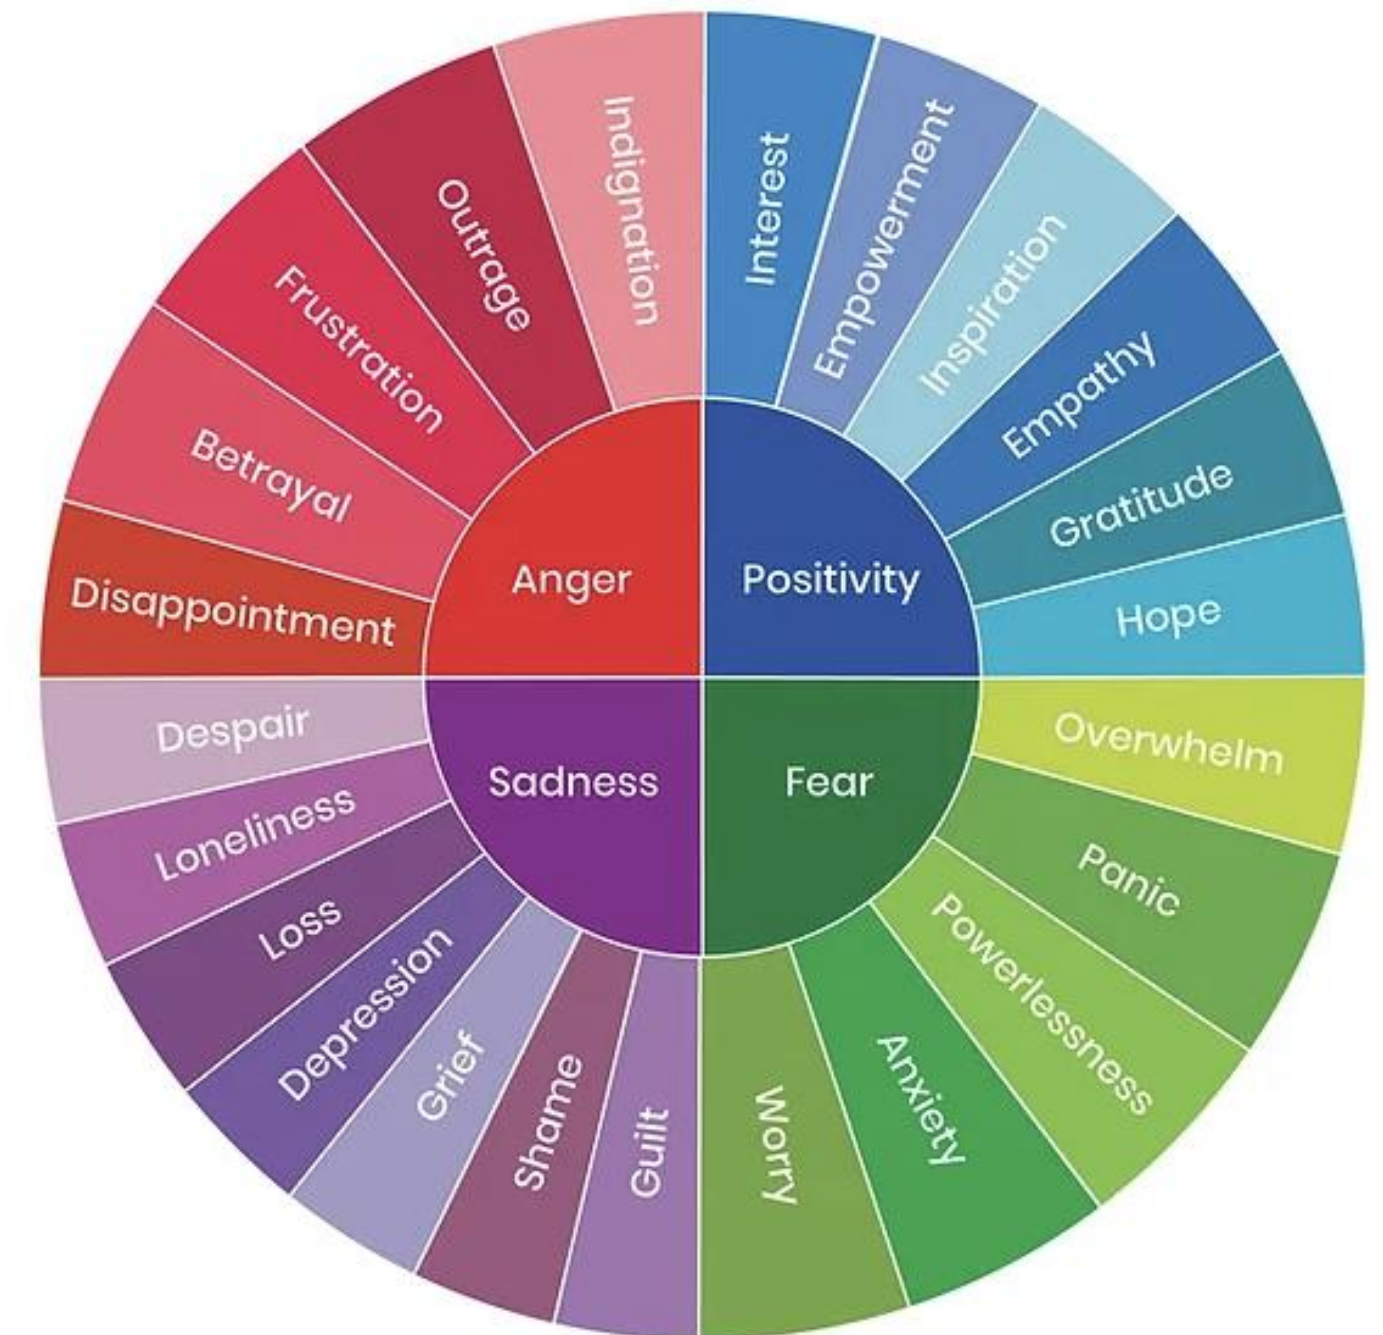 Indignation
Outrage
Frustration
Betrayal
Disappointment
Anger
Interest
Empowerment
Inspiration
Empathy
Gratitude
Hope
Positivity
Despair
Loneliness
Loss
Depression
Grief
Shame
Guilt
Sadness
Overwhelm
Panic
Powerlessness
Anxiety
Worry
Fear